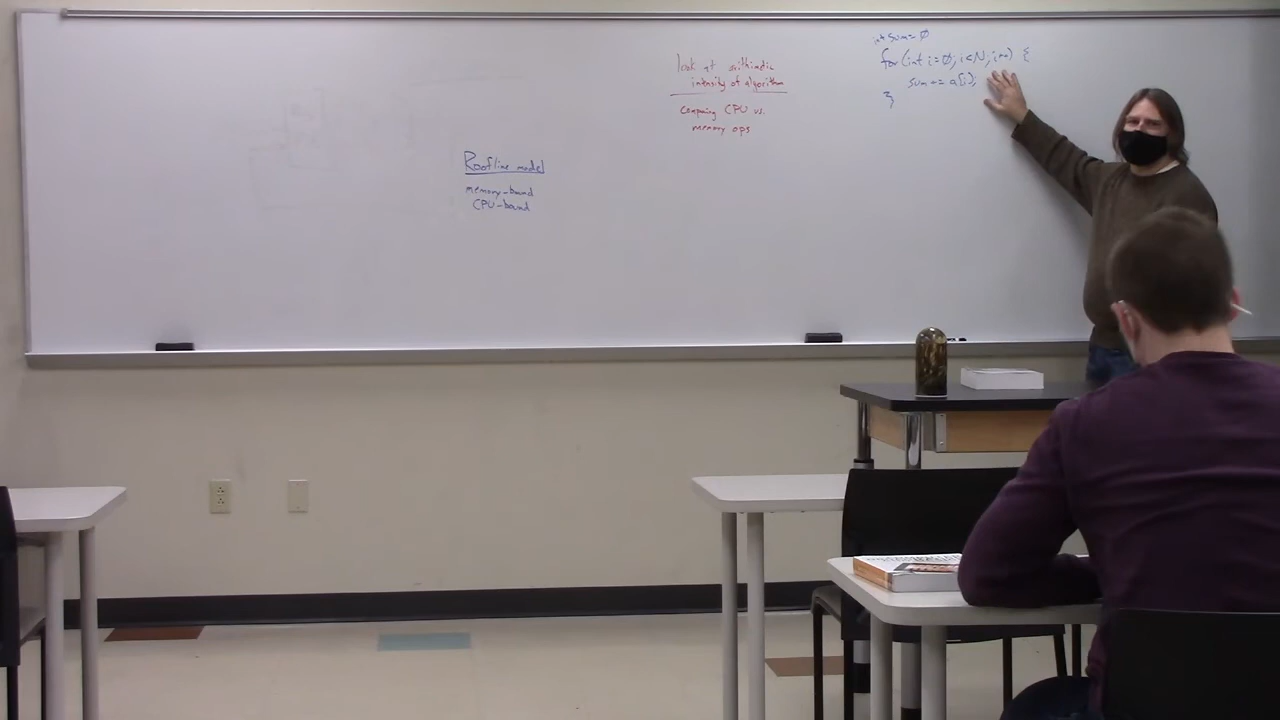 Roofline model
memory-bound
CPU-bound
look at arithmetic
intensity of algorithm
comparing CPU vs.
memory ops
int sum = 0
for (int i = 0; i < N; i++) {
sum += a[i];
}